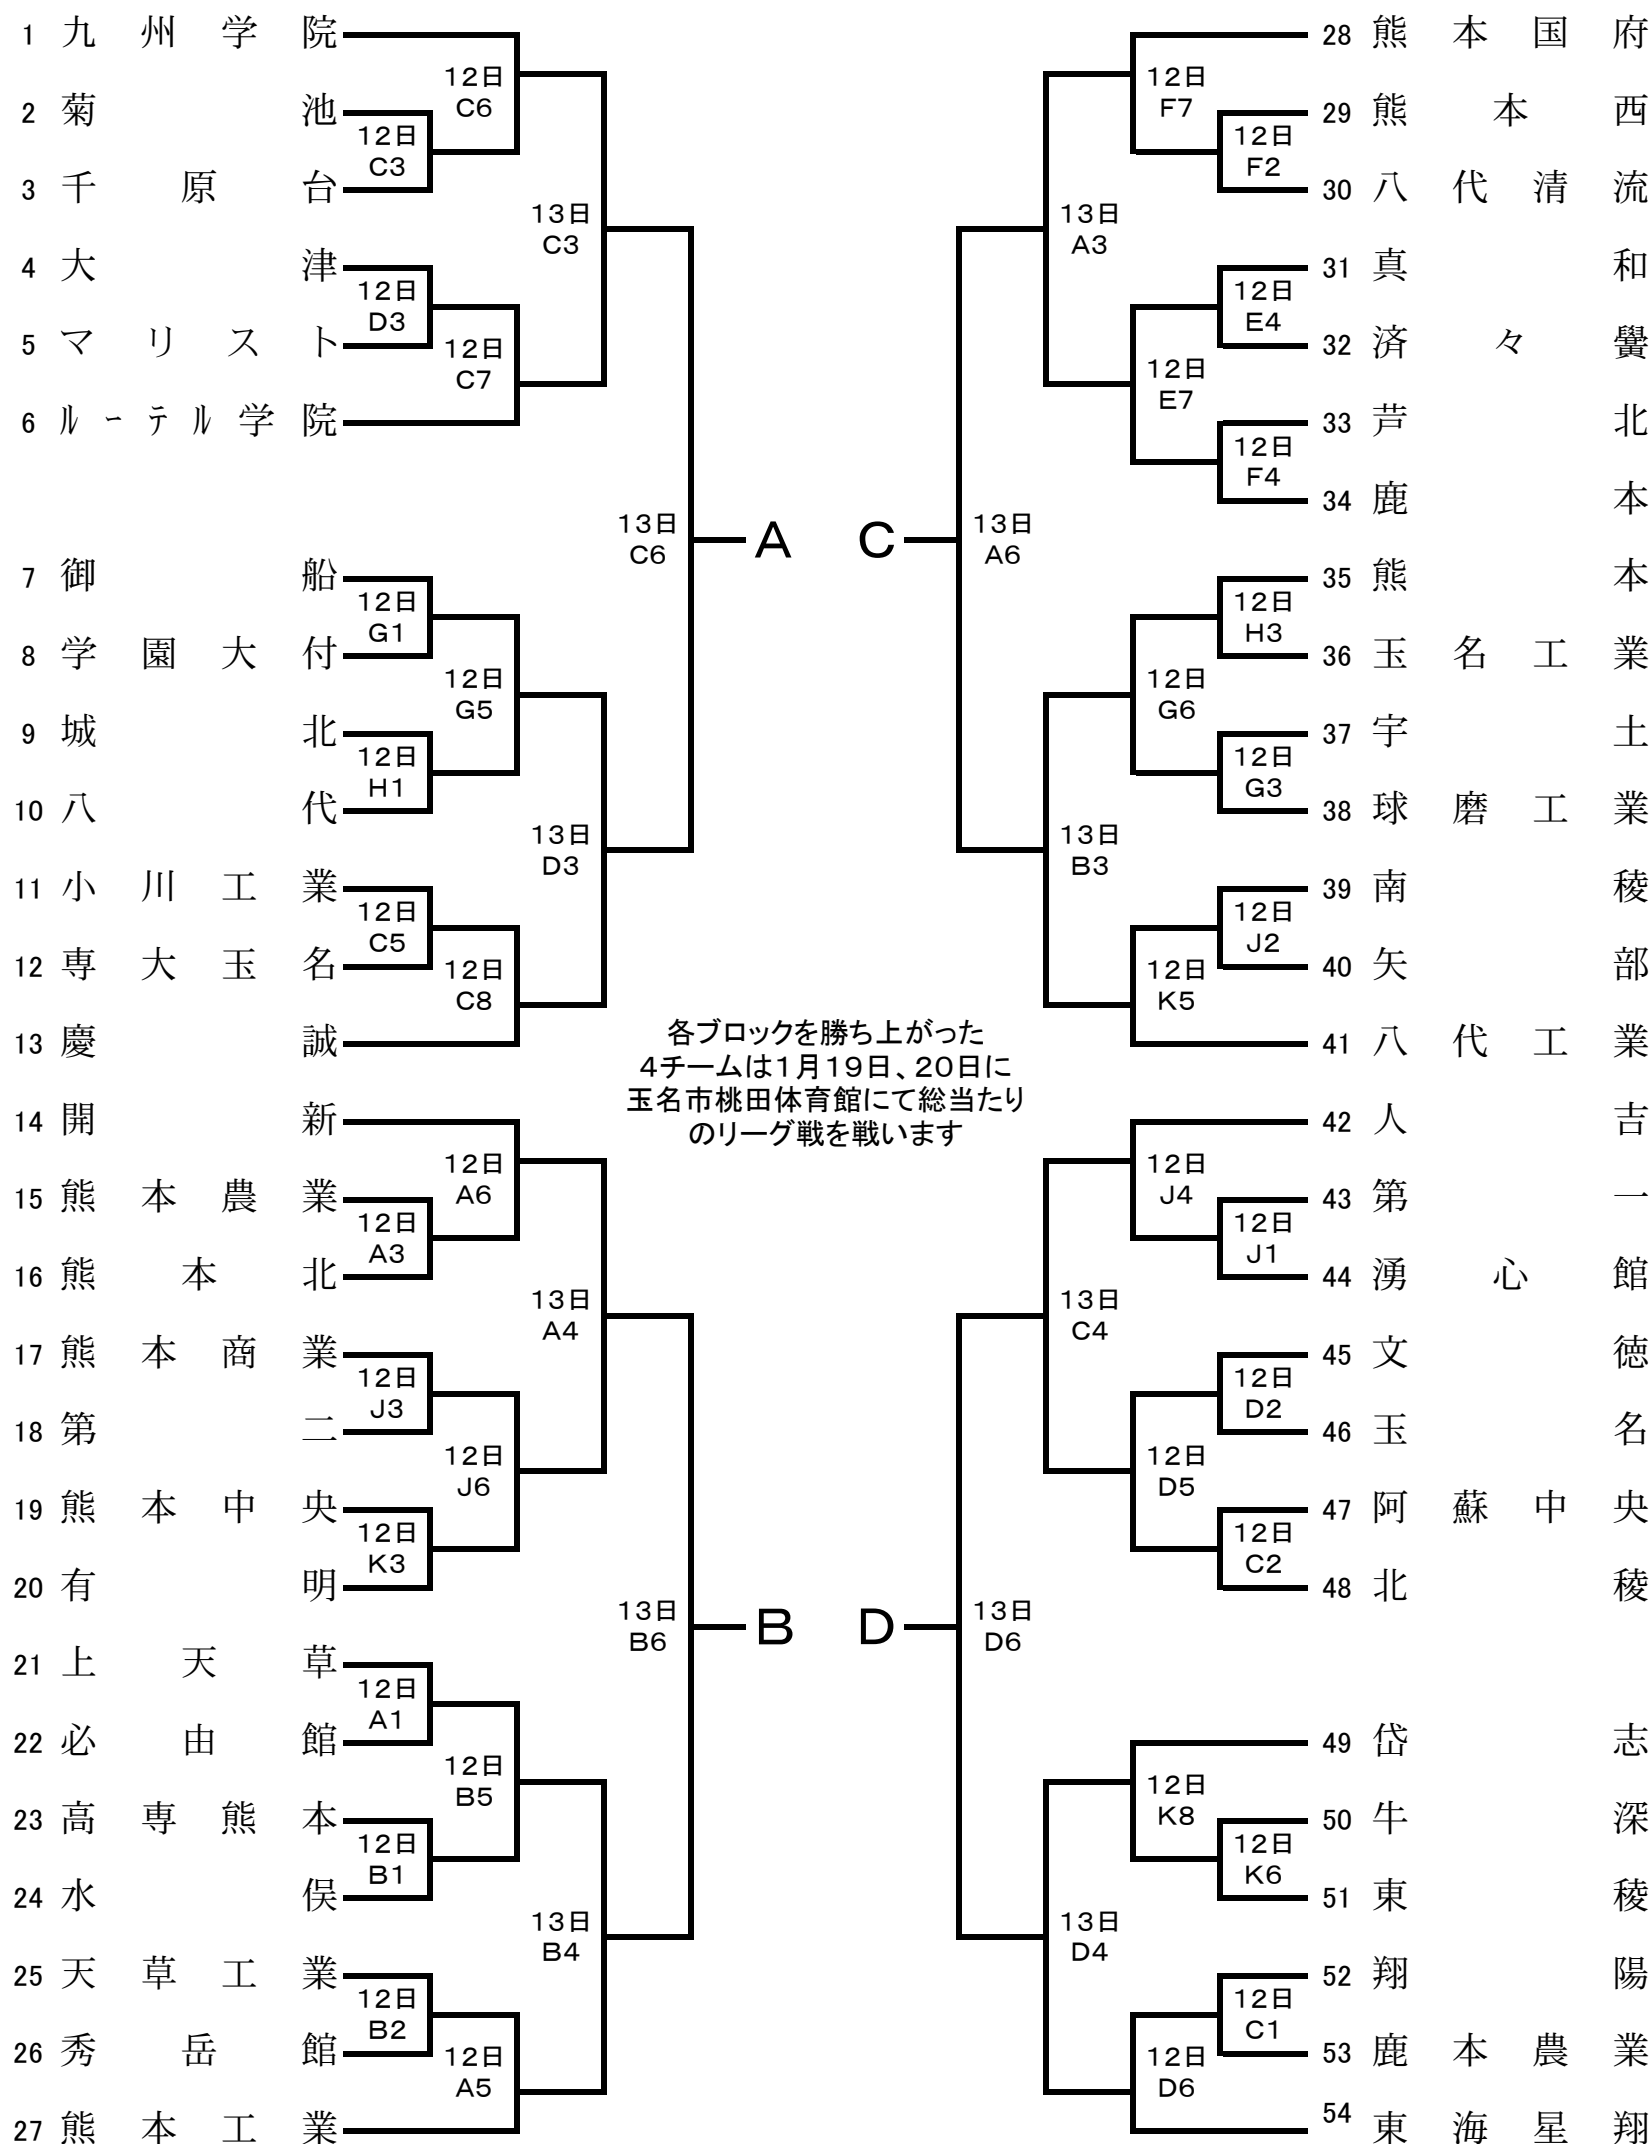 1 九州学院
12日
C6
2 菊池
12日
C3
3 千原台
13日
C3
4 大津
12日
D3
5 マリスト
12日
C7
6 ルーテル学院
13日
C6
A
7 御船
12日
G1
8 学園大付
12日
G5
9 城北
12日
H1
10 八代
13日
D3
11 小川工業
12日
C5
12 専大玉名
12日
C8
13 慶誠
14 開新
12日
A6
15 熊本農業
12日
A3
16 熊本北
13日
A4
17 熊本商業
12日
J3
18 第二
12日
J6
19 熊本中央
12日
K3
20 有明
13日
B6
B
21 上天草
12日
A1
22 必由館
12日
B5
23 高専熊本
12日
B1
24 水俣
13日
B4
25 天草工業
12日
B2
26 秀岳館
12日
A5
27 熊本工業
各ブロックを勝ち上がった
4チームは1月19日、20日に
玉名市桃田体育館にて総当たり
のリーグ戦を戦います
28 熊本国府
12日
F7
29 熊本西
12日
F2
30 八代清流
13日
A3
31 真和
12日
E4
32 済々黌
12日
E7
33 芦北
12日
F4
34 鹿本
C
13日
A6
35 熊本
12日
H3
36 玉名工業
12日
G6
37 宇土
12日
G3
38 球磨工業
13日
B3
39 南稜
12日
J2
40 矢部
12日
K5
41 八代工業
42 人吉
12日
J4
43 第一
12日
J1
44 湧心館
13日
C4
45 文徳
12日
D2
46 玉名
12日
D5
47 阿蘇中央
12日
C2
48 北稜
D
13日
D6
49 岱志
12日
K8
50 牛深
12日
K6
51 東稜
13日
D4
52 翔陽
12日
C1
53 鹿本農業
12日
D6
54 東海星翔